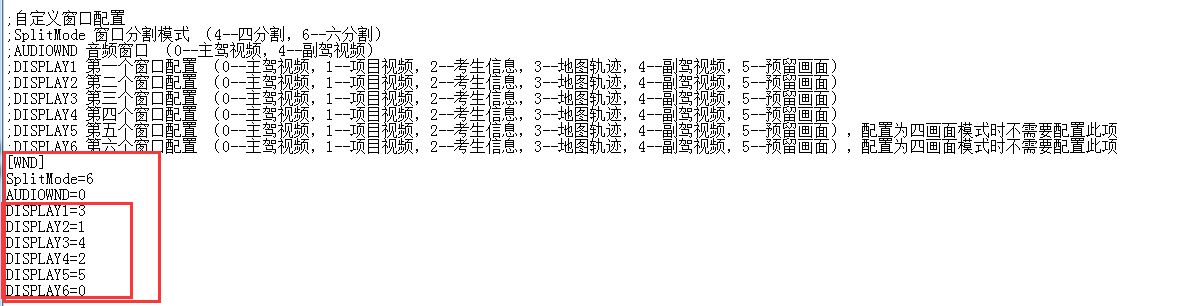 ;自定义窗口配置
;SplitMode 窗口分割模式 （4--四分割，6--六分割）
;AUDIOWND 音频窗口 （0--主驾视频，4--副驾视频）
;DISPLAY1 第一个窗口配置 （0--主驾视频，1--项目视频，2--考生信息，3--地图轨迹，4--副驾视频，5--预留画面）
;DISPLAY2 第二个窗口配置 （0--主驾视频，1--项目视频，2--考生信息，3--地图轨迹，4--副驾视频，5--预留画面）
;DISPLAY3 第三个窗口配置 （0--主驾视频，1--项目视频，2--考生信息，3--地图轨迹，4--副驾视频，5--预留画面）
;DISPLAY4 第四个窗口配置 （0--主驾视频，1--项目视频，2--考生信息，3--地图轨迹，4--副驾视频，5--预留画面）
;DISPLAY5 第五个窗口配置 （0--主驾视频，1--项目视频，2--考生信息，3--地图轨迹，4--副驾视频，5--预留画面），配置为四画面模式时不需要配置此项
;DISPLAY6 第六个窗口配置 （0--主驾视频，1--项目视频，2--考生信息，3--地图轨迹，4--副驾视频，5--预留画面），配置为四画面模式时不需要配置此项
[WND]
SplitMode=6
AUDIOWND=0
DISPLAY1=3
DISPLAY2=1
DISPLAY3=4
DISPLAY4=2
DISPLAY5=5
DISPLAY6=0